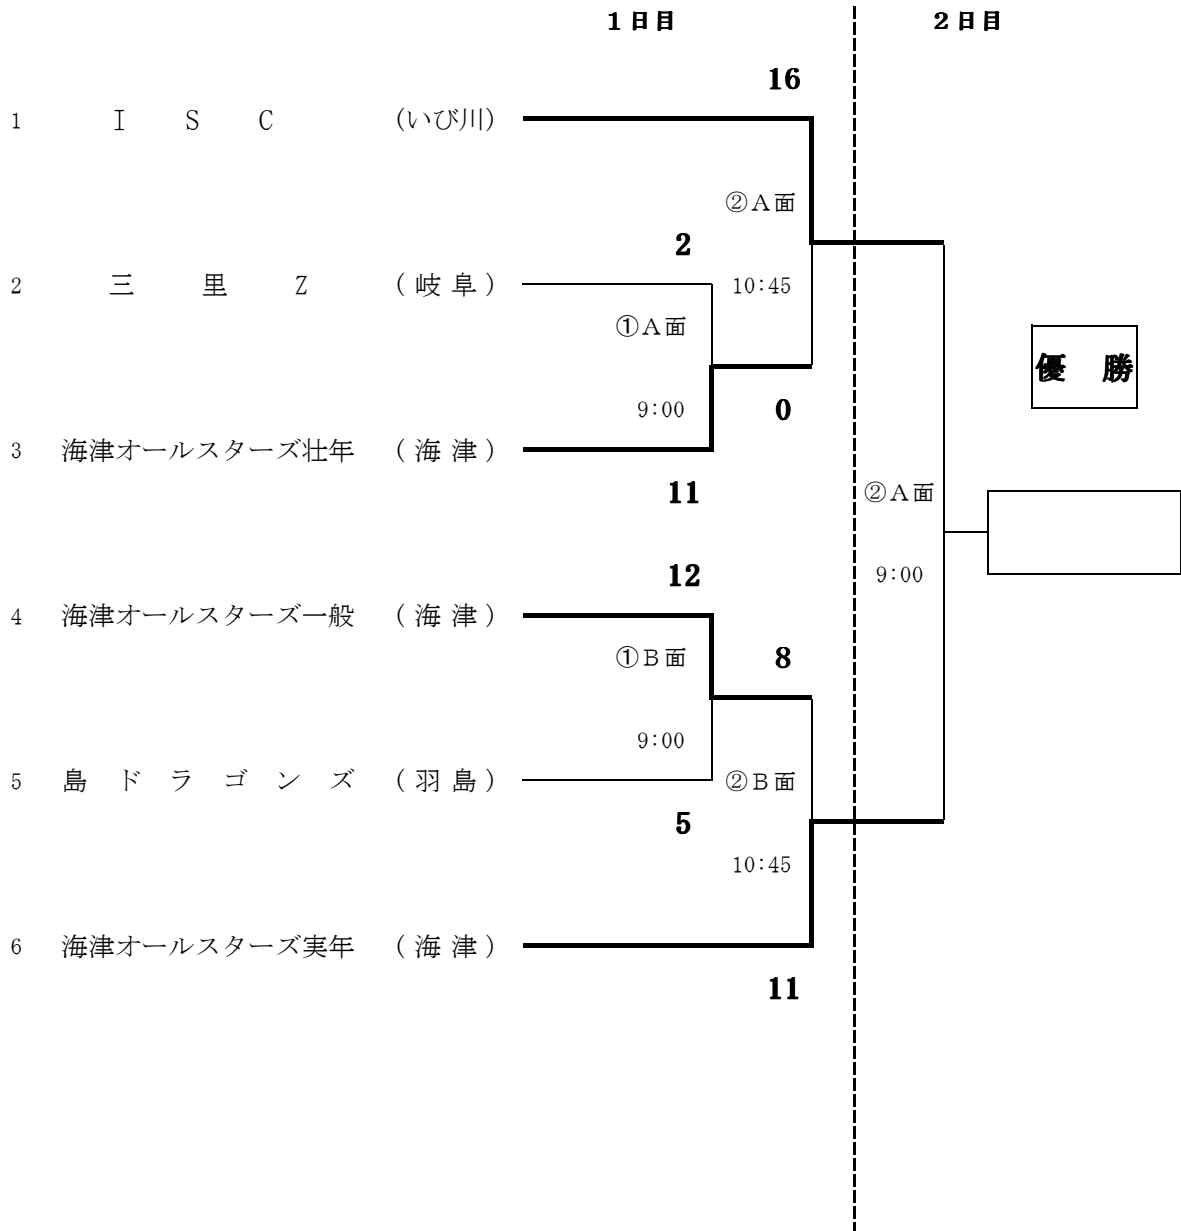 1日目 2日目
16
1 I S C (いび川)
②A面
2
2 三 里 Z (岐阜) 10:45
①A面
優 勝
9:00 0
3 海津オールスターズ壮年 (海津)
11 ②A面
12 9:00
4 海津オールスターズ一般 (海津)
①B面 8
9:00
5 島ドラゴンズ (羽島) ②B面
5
10:45
6 海津オールスターズ実年 (海津)
11